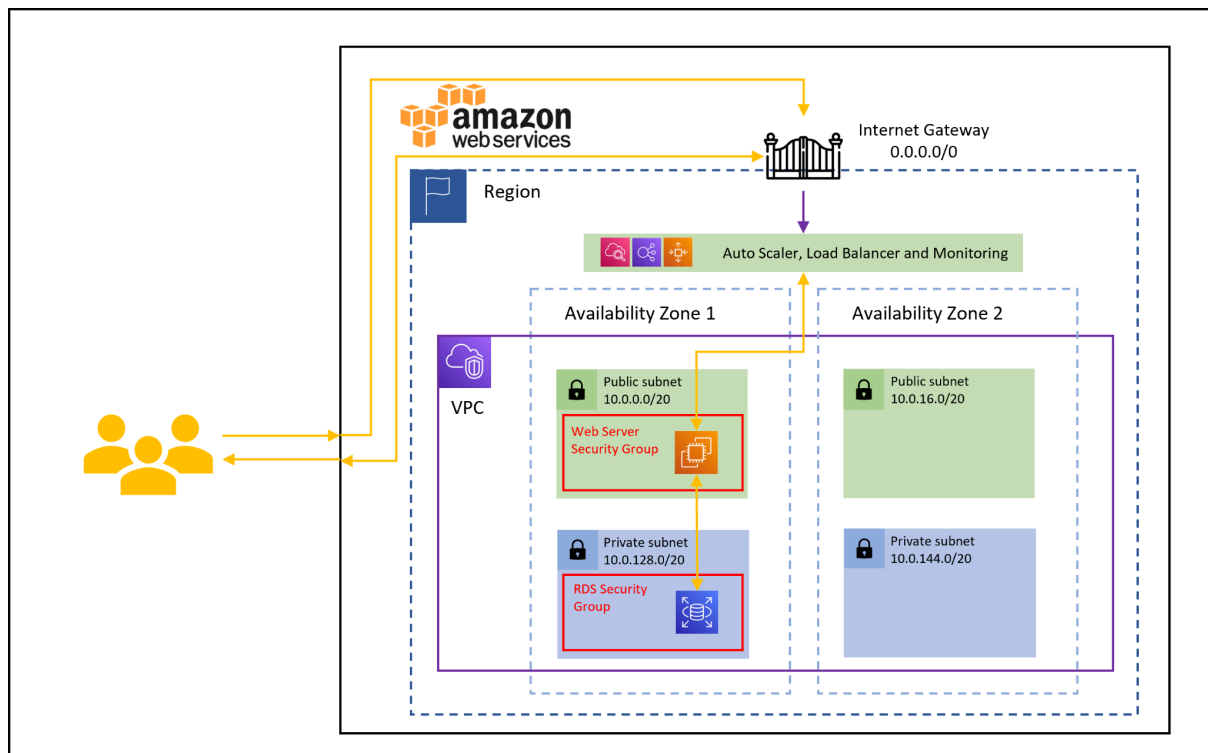 amazon
web services
Internet Gateway
0.0.0.0/0
Region
Auto Scaler, Load Balancer and Monitoring
Availability Zone 1
Availability Zone 2
VPC
Public subnet
10.0.0.0/20
Web Server
Security Group
Public subnet
10.0.16.0/20
Private subnet
10.0.128.0/20
RDS Security
Group
Private subnet
10.0.144.0/20